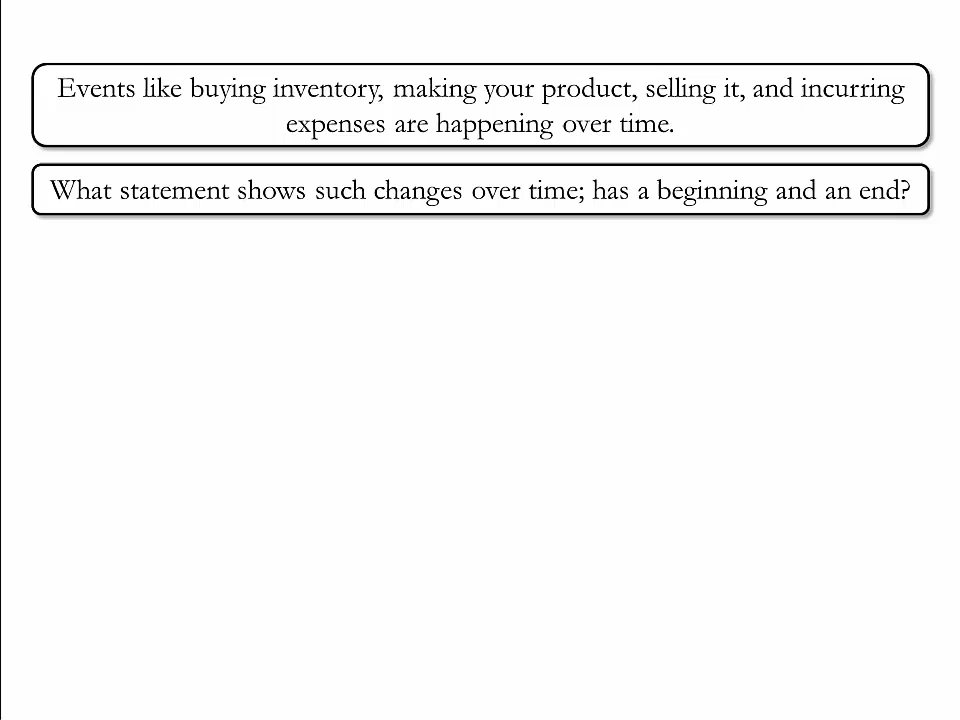 Events like buying inventory, making your product, selling it, and incurring
expenses are happening over time.
What statement shows such changes over time; has a beginning and an end?